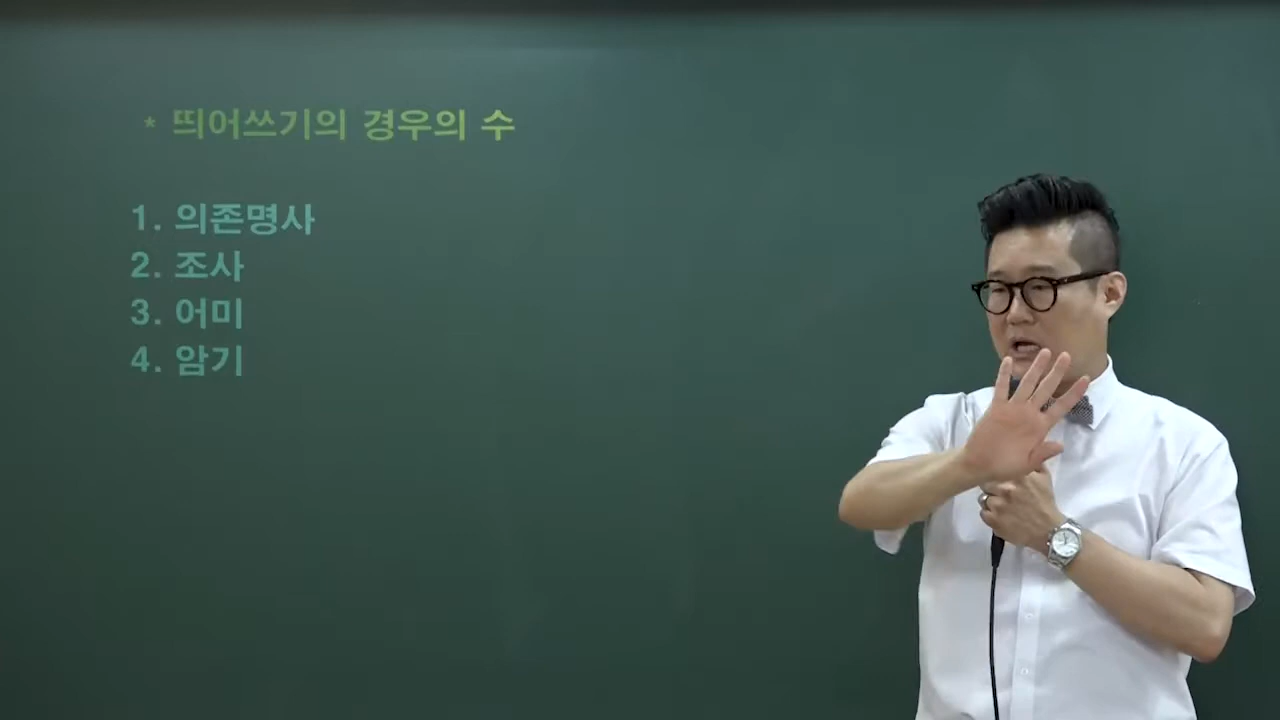 * 띄어쓰기의 경우의 수
1. 의존명사
2. 조사
3. 어미
4. 암기